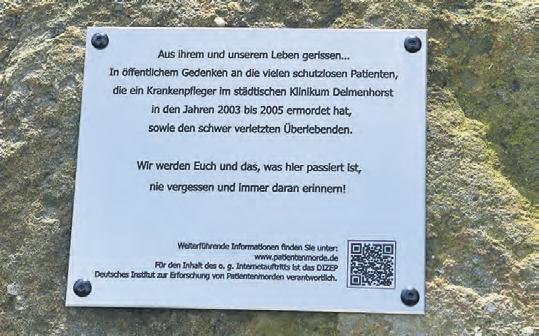 Aus ihrem und unserem Leben gerissen...
In öffentlichem Gedenken an die vielen schutzlosen Patienten,
die ein Krankenpfleger im städtischen Klinikum Delmenhorst
in den Jahren 2003 bis 2005 ermordet hat,
sowie den schwer verletzten Überlebenden.
Wir werden Euch und das, was hier passiert ist,
nie vergessen und immer daran erinnern!
Weiterführende Informationen finden Sie unter:
www.patientenmorde.de
Für den Inhalt des o. g. Internetauftritts ist das DIZEP
Deutsches Institut zur Erforschung von Patientenmorden verantwortlich.